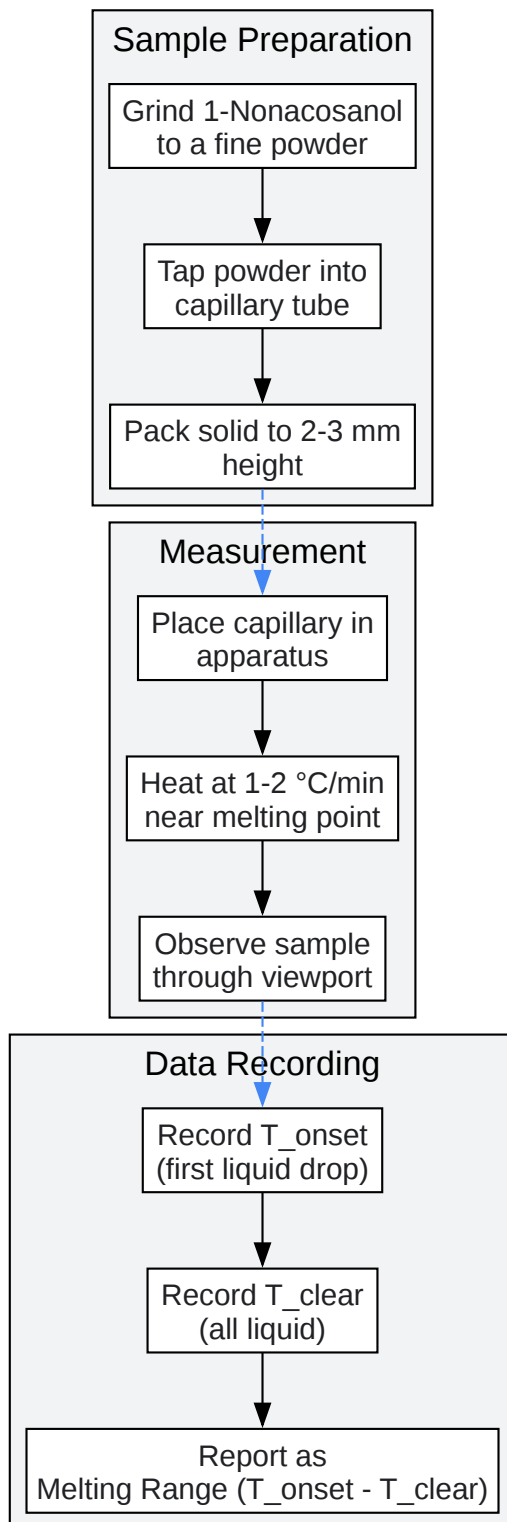 Sample Preparation
Grind 1-Nonacosanol
to a fine powder
Tap powder into
capillary tube
Pack solid to 2-3 mm
height
Measurement
Place capillary in
apparatus
Heat at 1-2 °C/min
near melting point
Observe sample
through viewport
Data Recording
Record T_onset
(first liquid drop)
Record T_clear
(all liquid)
Report as
Melting Range (T_onset - T_clear)